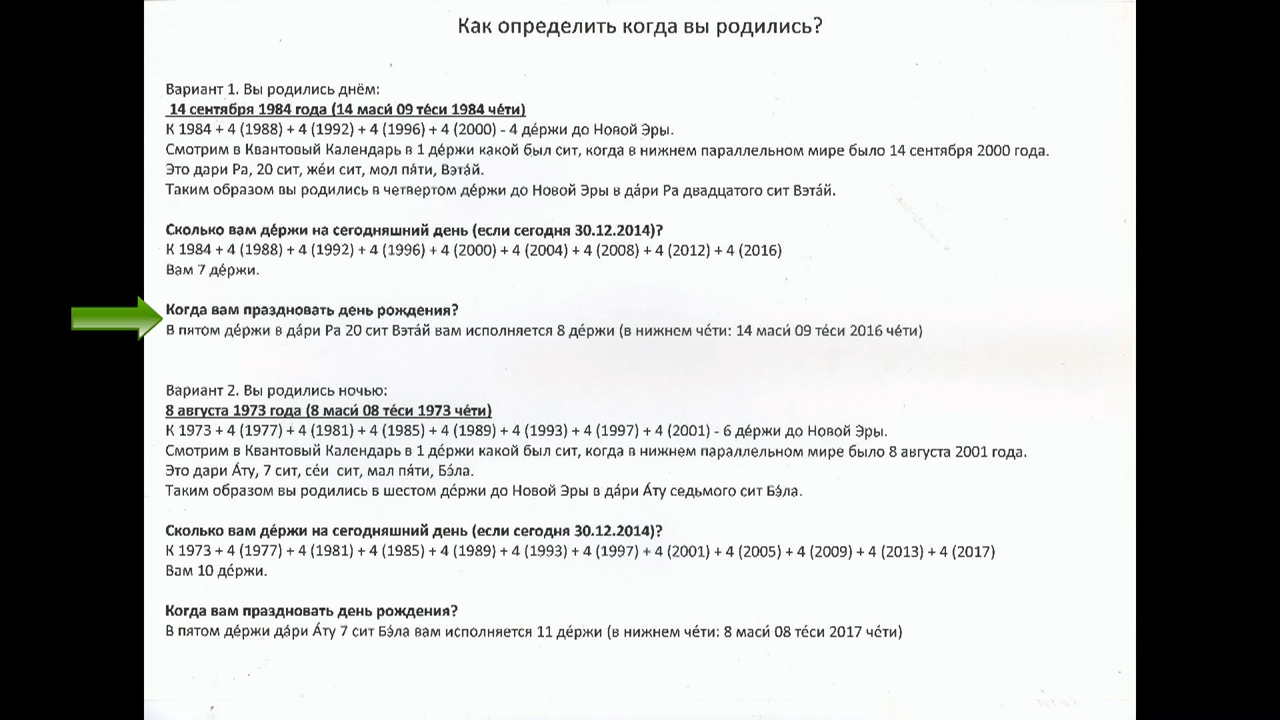 Как определить когда вы родились?
Вариант 1. Вы родились днём:
14 сентября 1984 года (14 маси́ 09 те́си 1984 че́ти)
К 1984 + 4 (1988) + 4 (1992) + 4 (1996) + 4 (2000) - 4 де́ржи до Новой Эры.
Смотрим в Квантовый Календарь в 1 де́ржи какой был сит, когда в нижнем параллельном мире было 14 сентября 2000 года.
Это дари Ра, 20 сит, же́и сит, мол пя́ти, Вэта́й.
Таким образом вы родились в четвертом де́ржи до Новой Эры в да́ри Ра двадцатого сит Вэта́й.
Сколько вам де́ржи на сегодняшний день (если сегодня 30.12.2014)?
К 1984 + 4 (1988) + 4 (1992) + 4 (1996) + 4 (2000) + 4 (2004) + 4 (2008) + 4 (2012) + 4 (2016)
Вам 7 де́ржи.
Когда вам праздновать день рождения?
В пятом де́ржи в да́ри Ра 20 сит Вэта́й вам исполняется 8 де́ржи (в нижнем че́ти: 14 маси́ 09 те́си 2016 че́ти)
Вариант 2. Вы родились ночью:
8 августа 1973 года (8 маси́ 08 те́си 1973 че́ти)
К 1973 + 4 (1977) + 4 (1981) + 4 (1985) + 4 (1989) + 4 (1993) + 4 (1997) + 4 (2001) - 6 де́ржи до Новой Эры.
Смотрим в Квантовый Календарь в 1 де́ржи какой был сит, когда в нижнем параллельном мире было 8 августа 2001 года.
Это дари А́ту, 7 сит, се́и сит, мал пя́ти, Бэ́ла.
Таким образом вы родились в шестом де́ржи до Новой Эры в да́ри А́ту седьмого сит Бэ́ла.
Сколько вам де́ржи на сегодняшний день (если сегодня 30.12.2014)?
К 1973 + 4 (1977) + 4 (1981) + 4 (1985) + 4 (1989) + 4 (1993) + 4 (1997) + 4 (2001) + 4 (2005) + 4 (2009) + 4 (2013) + 4 (2017)
Вам 10 де́ржи.
Когда вам праздновать день рождения?
В пятом де́ржи да́ри А́ту 7 сит Бэ́ла вам исполняется 11 де́ржи (в нижнем че́ти: 8 маси́ 08 те́си 2017 че́ти)